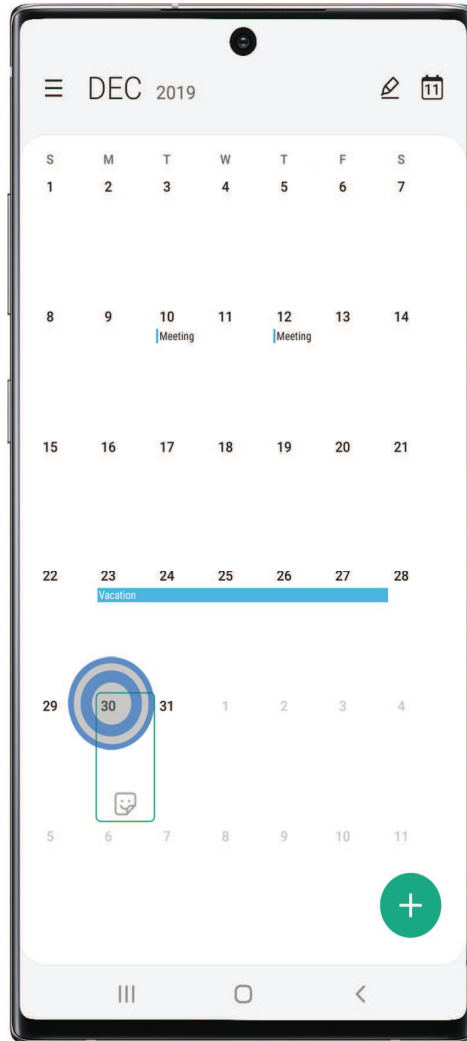 DEC 2019 11
S M T W T F S
1 2 3 4 5 6 7
8 9 10 11 12 13 14
Meeting Meeting
15 16 17 18 19 20 21
22 23 24 25 26 27 28
Vacation
29 30 31 1 2 3 4
5 6 7 8 9 10 11